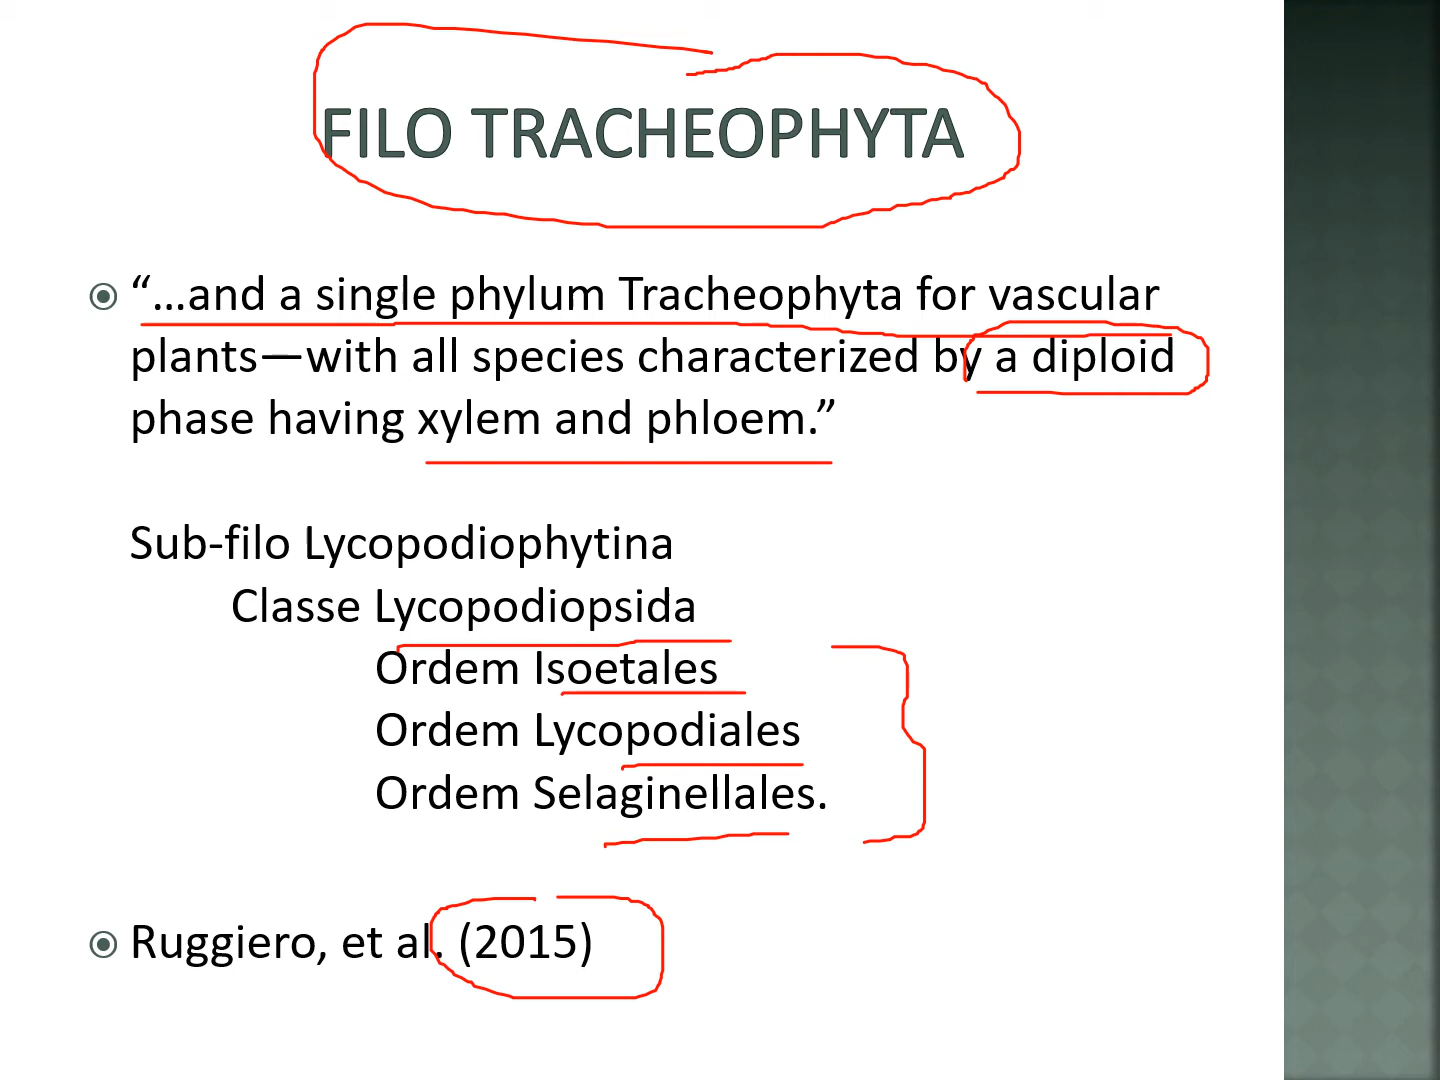 FILO TRACHEOPHYTA
“…and a single phylum Tracheophyta for vascular
plants—with all species characterized by a diploid
phase having xylem and phloem.”
Sub-filo Lycopodiophytina
Classe Lycopodiopsida
Ordem Isoetales
Ordem Lycopodiales
Ordem Selaginellales.
Ruggiero, et al. (2015)